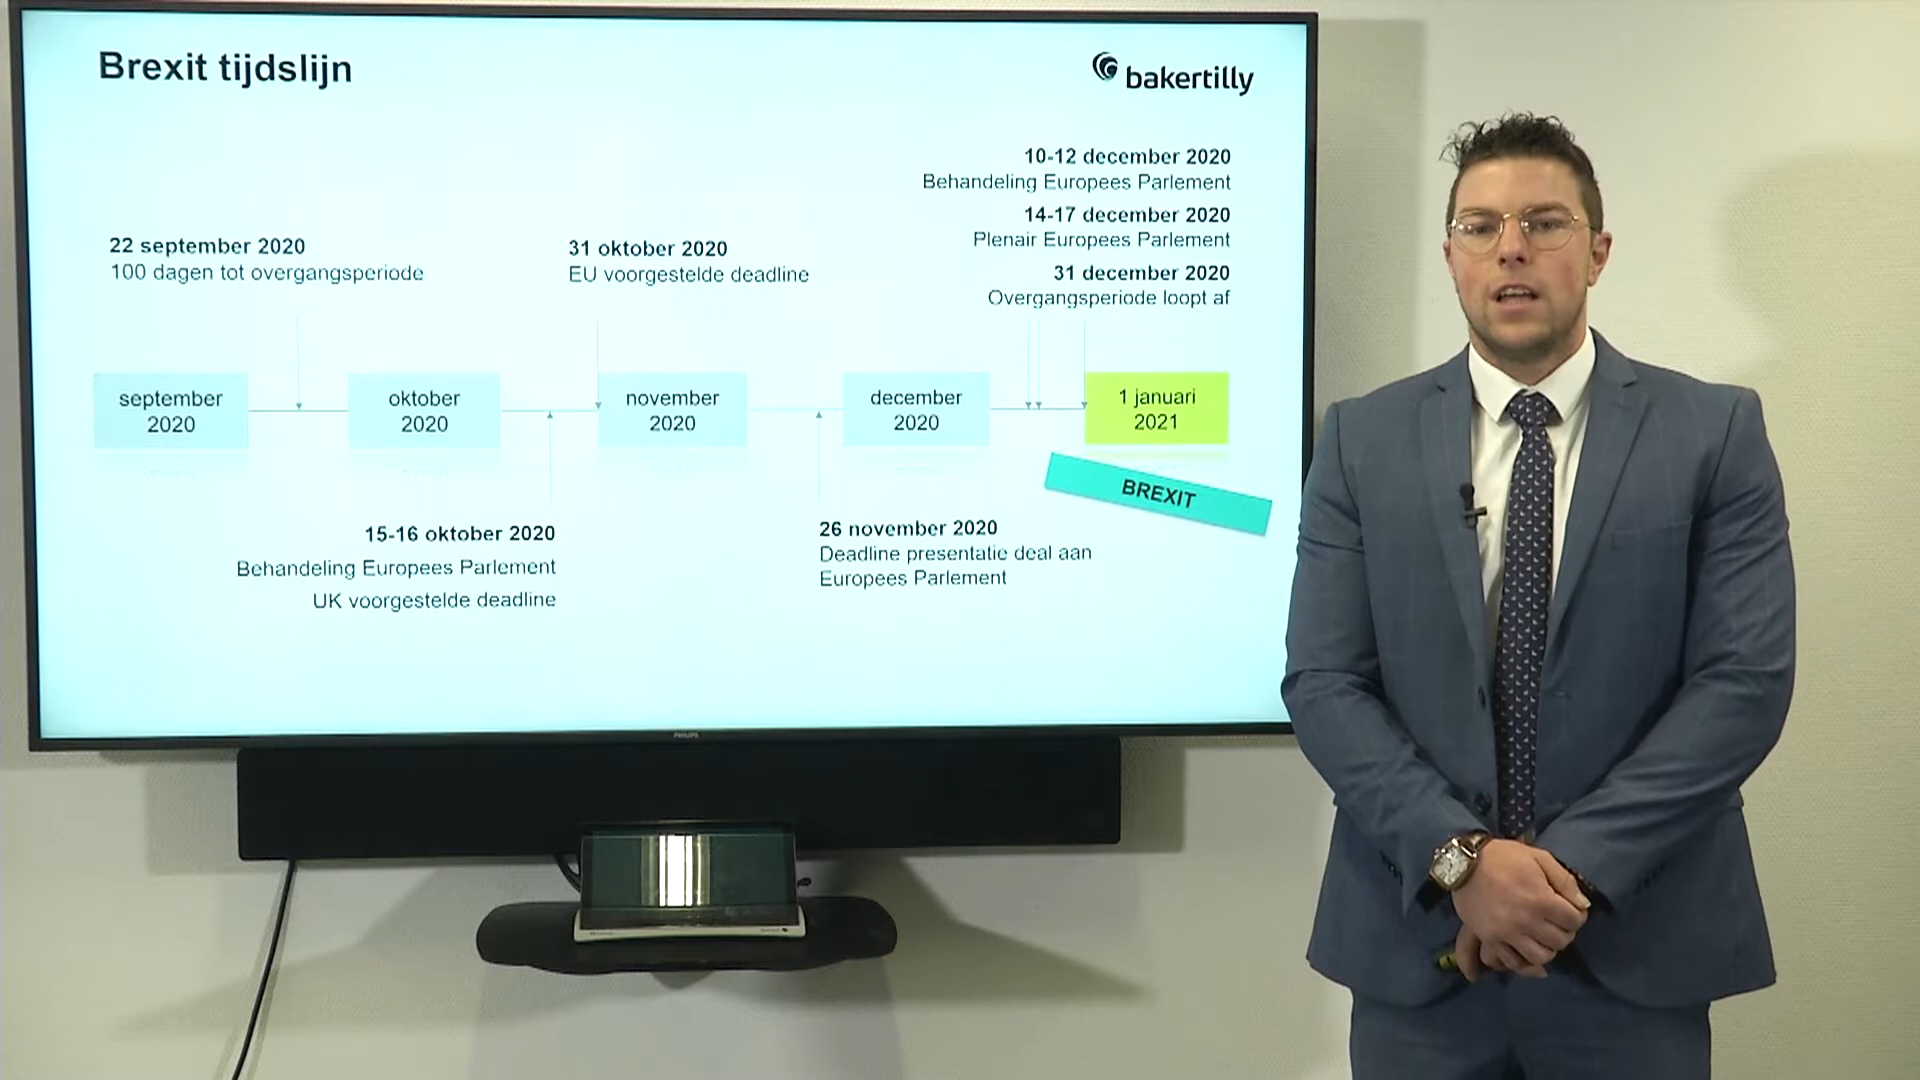 Brexit tijdslijn
bakertilly
10-12 december 2020
Behandeling Europees Parlement
14-17 december 2020
Plenair Europees Parlement
31 december 2020
Overgangsperiode loopt af
22 september 2020
100 dagen tot overgangsperiode
31 oktober 2020
EU voorgestelde deadline
september
2020
oktober
2020
november
2020
december
2020
1 januari
2021
BREXIT
15-16 oktober 2020
Behandeling Europees Parlement
UK voorgestelde deadline
26 november 2020
Deadline presentatie deal aan
Europees Parlement
PHILIPS